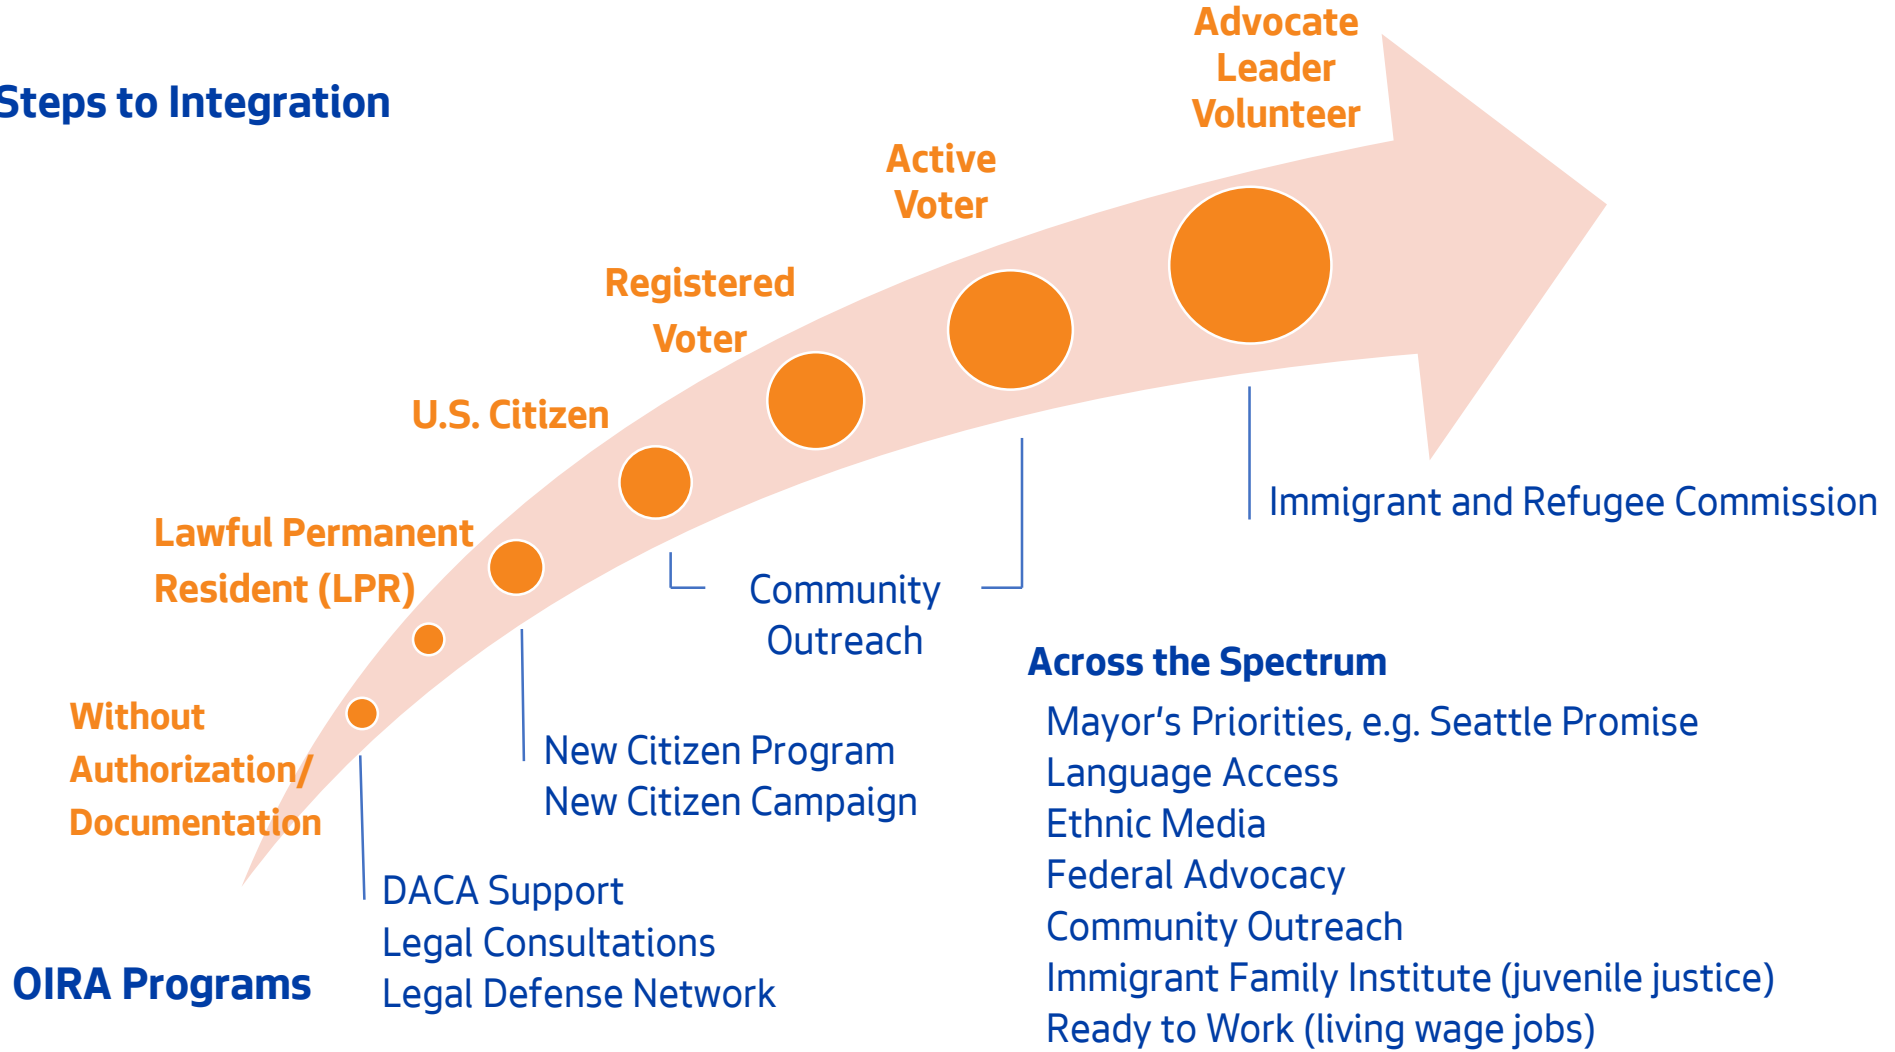 Steps to Integration
Advocate
Leader
Volunteer
Active
Voter
Registered
Voter
U.S. Citizen
Lawful Permanent
Resident (LPR)
Without
Authorization/
Documentation
Immigrant and Refugee Commission
Community
Outreach
New Citizen Program
New Citizen Campaign
DACA Support
Legal Consultations
Legal Defense Network
OIRA Programs
Across the Spectrum
Mayor's Priorities, e.g. Seattle Promise
Language Access
Ethnic Media
Federal Advocacy
Community Outreach
Immigrant Family Institute (juvenile justice)
Ready to Work (living wage jobs)